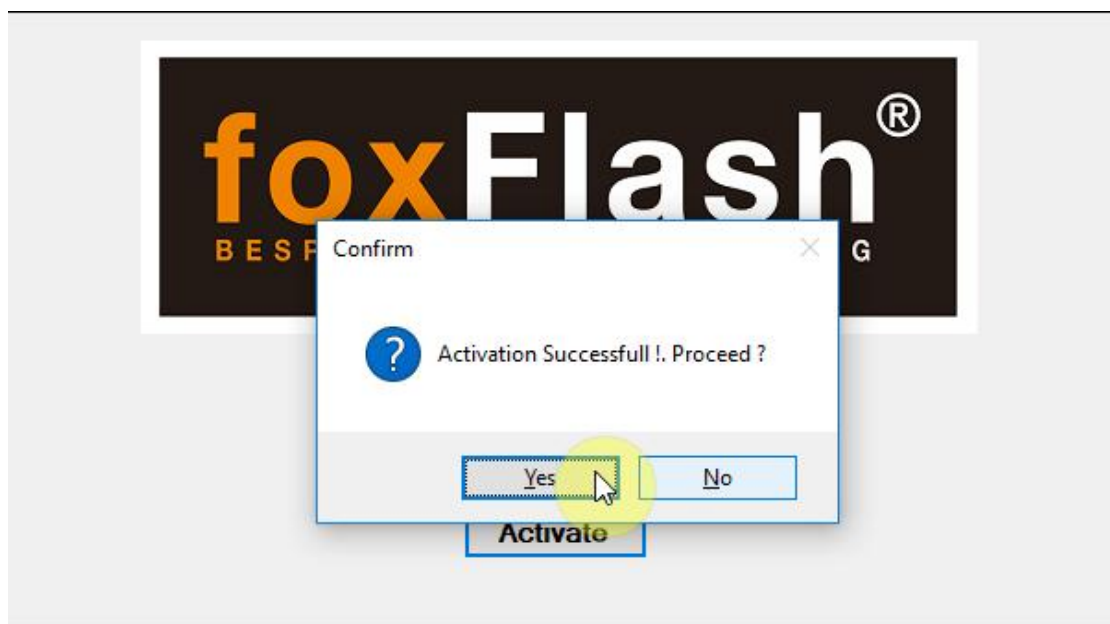 foxFlash®
BESP G
Confirm
Activation Successfull !. Proceed ?
Yes No
Activate